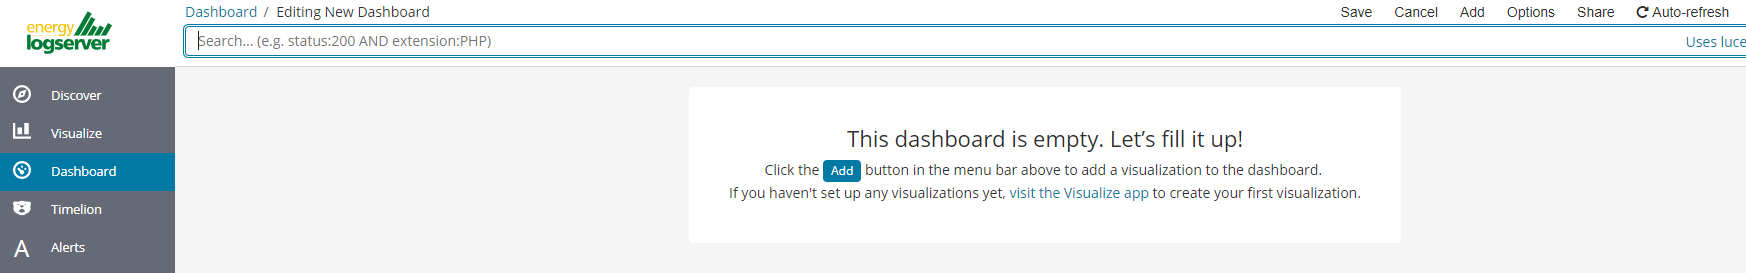 energy
logserver
Dashboard / Editing New Dashboard
Save Cancel Add Options Share Auto-refresh
Search... (e.g. status:200 AND extension:PHP)
Uses luce
Discover
Visualize
Dashboard
Timelion
A Alerts
This dashboard is empty. Let’s fill it up!
Click the Add button in the menu bar above to add a visualization to the dashboard.
If you haven't set up any visualizations yet, visit the Visualize app to create your first visualization.